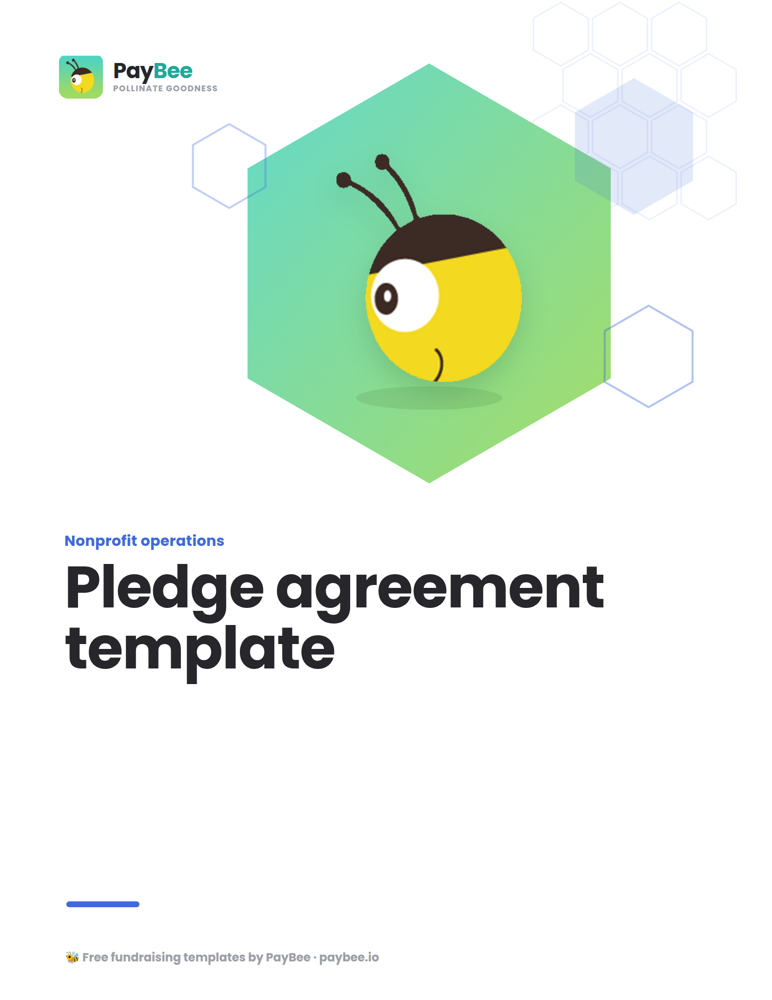 PayBee
POLLINATE GOODNESS
Nonprofit operations
Pledge agreement
template
🐝 Free fundraising templates by PayBee · paybee.io